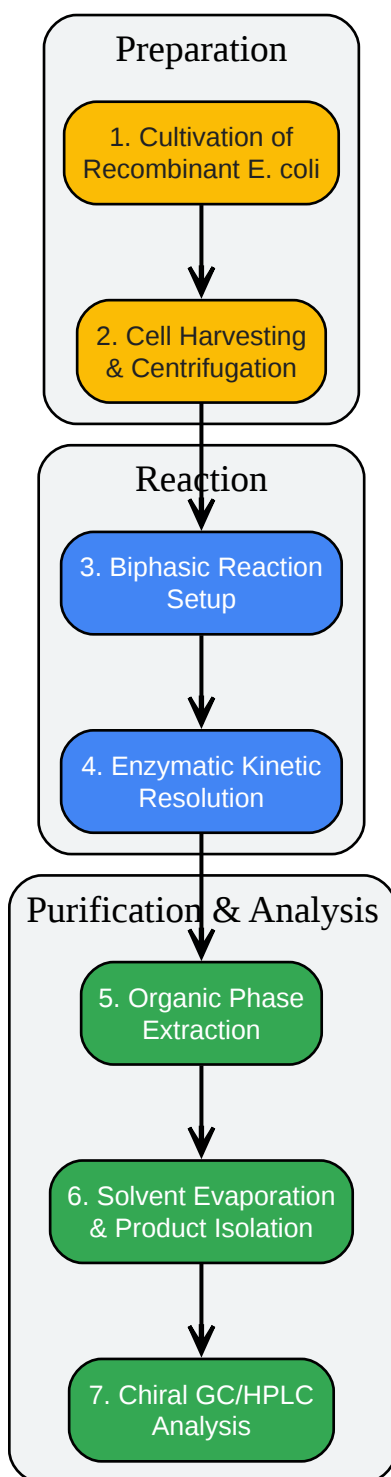 Preparation
1. Cultivation of
Recombinant E. coli
2. Cell Harvesting
& Centrifugation
Reaction
3. Biphasic Reaction
Setup
4. Enzymatic Kinetic
Resolution
Purification & Analysis
5. Organic Phase
Extraction
6. Solvent Evaporation
& Product Isolation
7. Chiral GC/HPLC
Analysis